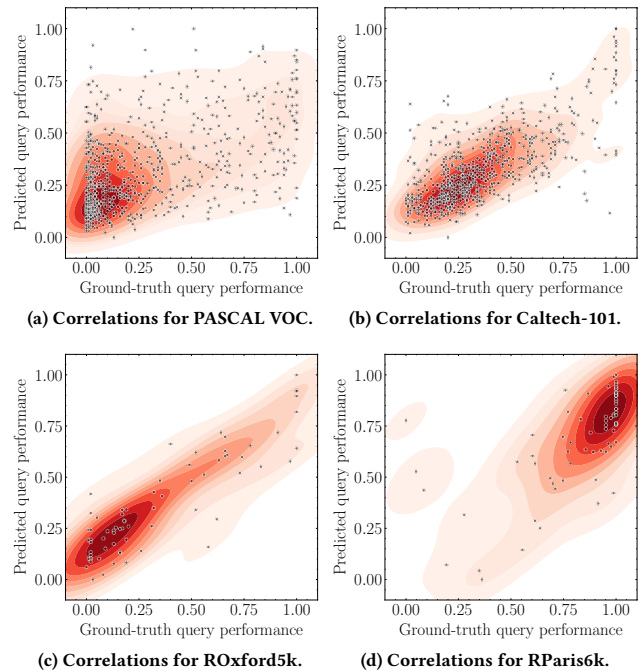 1.00
0.75
0.50
0.25
0.00
Predicted query performance
0.00 0.25 0.50 0.75 1.00
Ground-truth query performance
(a) Correlations for PASCAL VOC.
1.00
0.75
0.50
0.25
0.00
Predicted query performance
0.00 0.25 0.50 0.75 1.00
Ground-truth query performance
(b) Correlations for Caltech-101.
1.00
0.75
0.50
0.25
0.00
Predicted query performance
0.00 0.25 0.50 0.75 1.00
Ground-truth query performance
(c) Correlations for ROxford5k.
1.00
0.75
0.50
0.25
0.00
Predicted query performance
0.00 0.25 0.50 0.75 1.00
Ground-truth query performance
(d) Correlations for RParis6k.